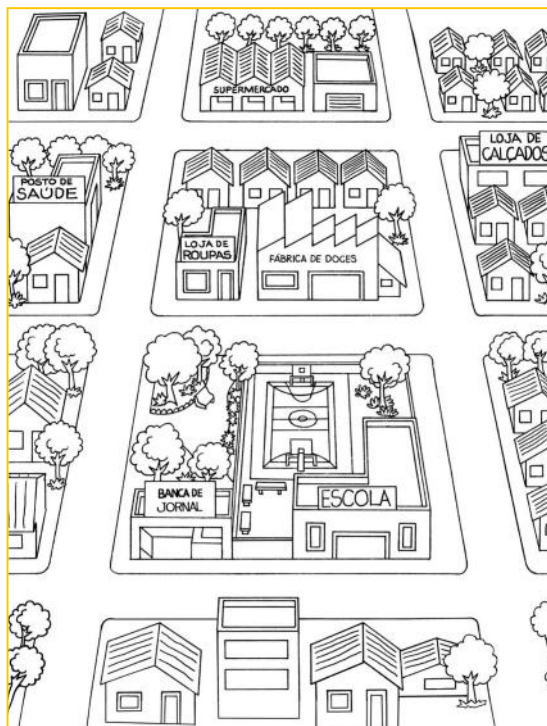 SUPERMERCADO
LOJA DE
CALÇADOS
POSTO DE
SAÚDE
LOJA DE
ROUPAS
FÁBRICA DE DOCES
BANCA DE
JORNAL
ESCOLA